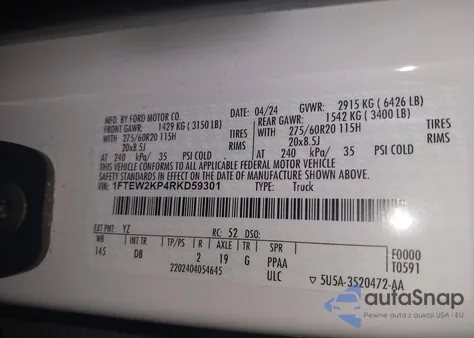 MFD. BY FORD MOTOR CO. DATE: 04/24 GVWR: 2915 KG ( 6426 LB)
FRONT GAWR: 1429 KG ( 3150 LB) REAR GAWR: 1542 KG ( 3400 LB)
WITH 275/60R20 115H TIRES WITH 275/60R20 115H TIRES
20x8.5J RIMS 20x8.5J RIMS
AT 240 kPa/ 35 PSI COLD AT 240 kPa/ 35 PSI COLD
THIS VEHICLE CONFORMS TO ALL APPLICABLE FEDERAL MOTOR VEHICLE
SAFETY STANDARDS IN EFFECT ON THE DATE OF MANUFACTURE SHOWN ABOVE.
VIN: 1FTEW2KP4RKD59301 TYPE: Truck
EXT PNT: YZ RC: 52 DSO:
WB INT TR TP/PS R AXLE TR SPR F0000
145 DB 2 19 G PPAA T0591
2202404054645 ULC
▽ 5U5A-3520472-AA
autoSnap
Pewne auta z aukcji USA i EU